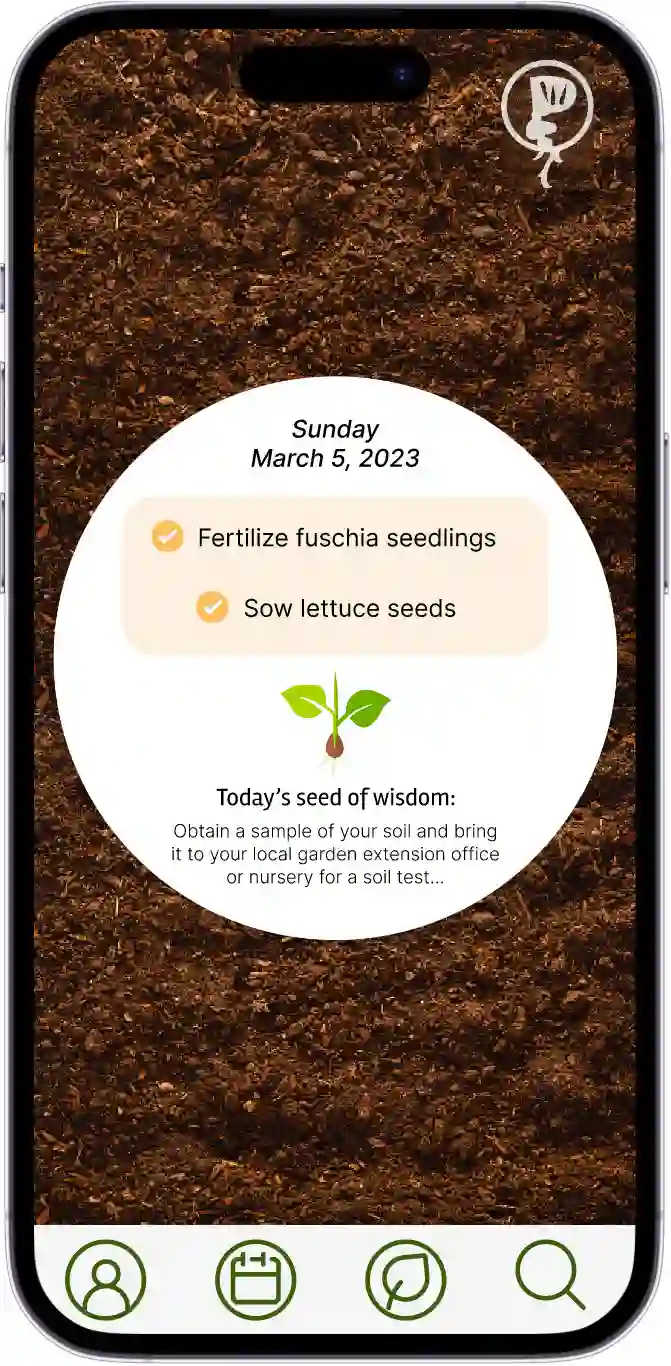 Sunday
March 5, 2023
Fertilize fuschia seedlings
Sow lettuce seeds
Today's seed of wisdom:
Obtain a sample of your soil and bring
it to your local garden extension office
or nursery for a soil test...